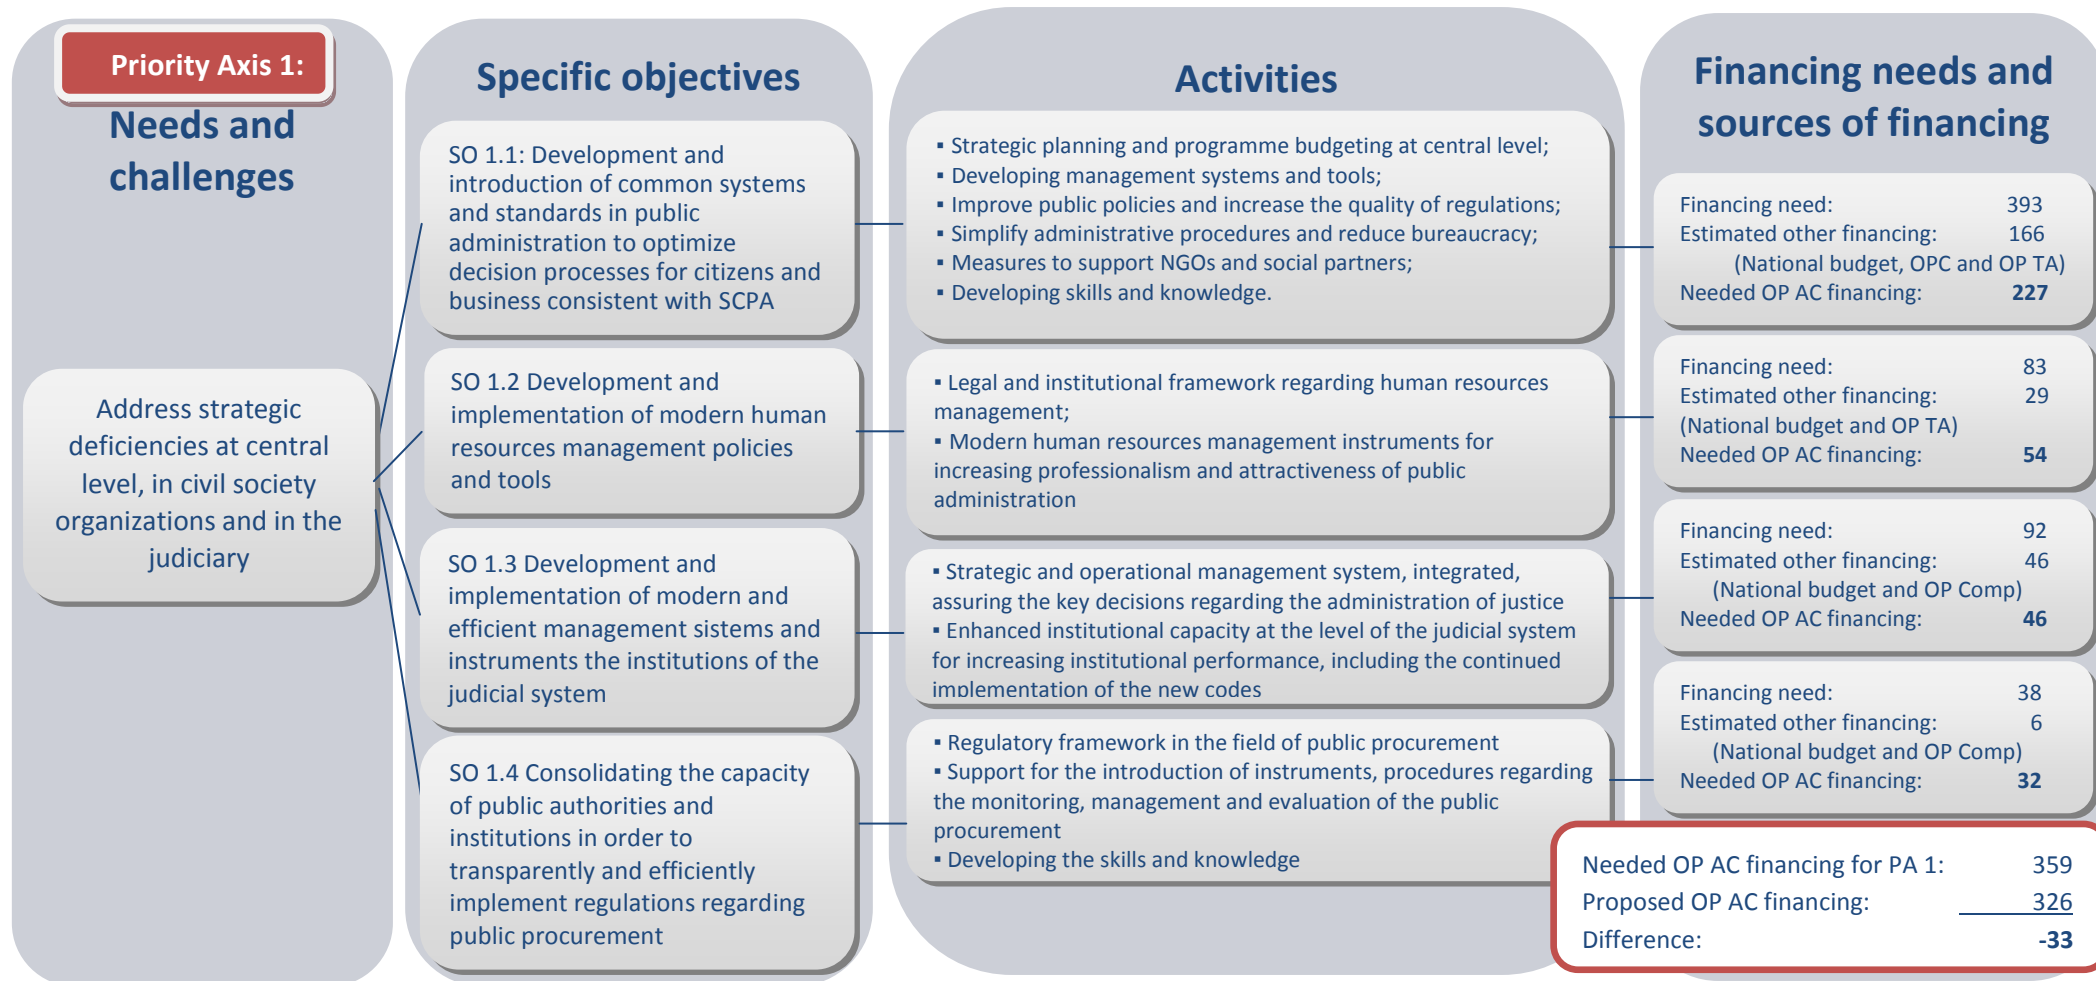 Priority Axis 1:
Needs and
challenges
Address strategic
deficiencies at central
level, in civil society
organizations and in the
judiciary
Specific objectives
SO 1.1: Development and
introduction of common systems
and standards in public
administration to optimize
decision processes for citizens and
business consistent with SCPA
SO 1.2 Development and
implementation of modern human
resources management policies
and tools
SO 1.3 Development and
implementation of modern and
efficient management sistems and
instruments the institutions of the
judicial system
SO 1.4 Consolidating the capacity
of public authorities and
institutions in order to
transparently and efficiently
implement regulations regarding
public procurement
Activities
▪ Strategic planning and programme budgeting at central level;
▪ Developing management systems and tools;
▪ Improve public policies and increase the quality of regulations;
▪ Simplify administrative procedures and reduce bureaucracy;
▪ Measures to support NGOs and social partners;
▪ Developing skills and knowledge.
▪ Legal and institutional framework regarding human resources
management;
▪ Modern human resources management instruments for
increasing professionalism and attractiveness of public
administration
▪ Strategic and operational management system, integrated,
assuring the key decisions regarding the administration of justice
▪ Enhanced institutional capacity at the level of the judicial system
for increasing institutional performance, including the continued
implementation of the new codes
▪ Regulatory framework in the field of public procurement
▪ Support for the introduction of instruments, procedures regarding
the monitoring, management and evaluation of the public
procurement
▪ Developing the skills and knowledge
Financing needs and
sources of financing
Financing need: 393
Estimated other financing: 166
(National budget, OPC and OP TA)
Needed OP AC financing: 227
Financing need: 83
Estimated other financing: 29
(National budget and OP TA)
Needed OP AC financing: 54
Financing need: 92
Estimated other financing: 46
(National budget and OP Comp)
Needed OP AC financing: 46
Financing need: 38
Estimated other financing: 6
(National budget and OP Comp)
Needed OP AC financing: 32
Needed OP AC financing for PA 1: 359
Proposed OP AC financing: 326
Difference: -33